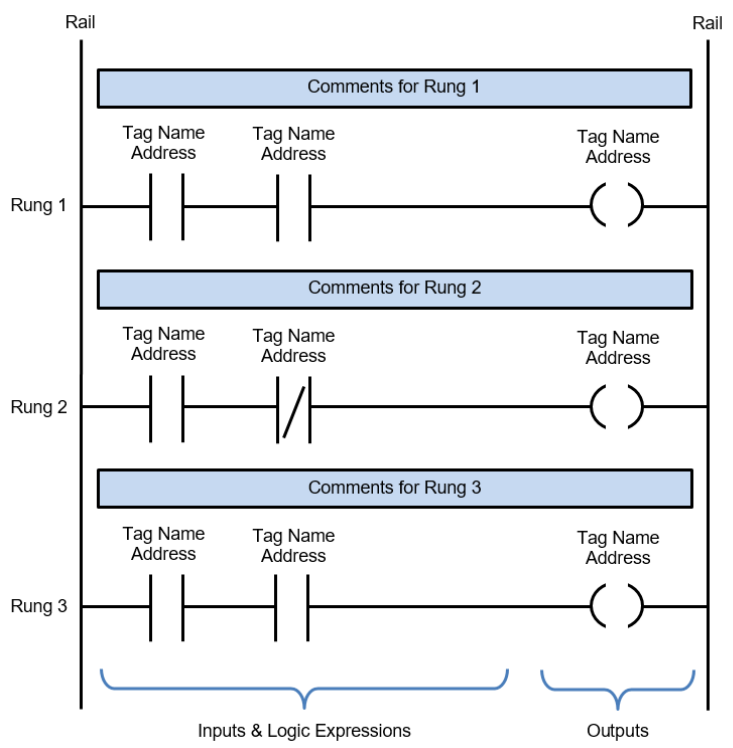 Rail
Rail
Comments for Rung 1
Tag Name
Address
Tag Name
Address
Tag Name
Address
Rung 1
Comments for Rung 2
Tag Name
Address
Tag Name
Address
Tag Name
Address
Rung 2
Comments for Rung 3
Tag Name
Address
Tag Name
Address
Tag Name
Address
Rung 3
Inputs & Logic Expressions
Outputs